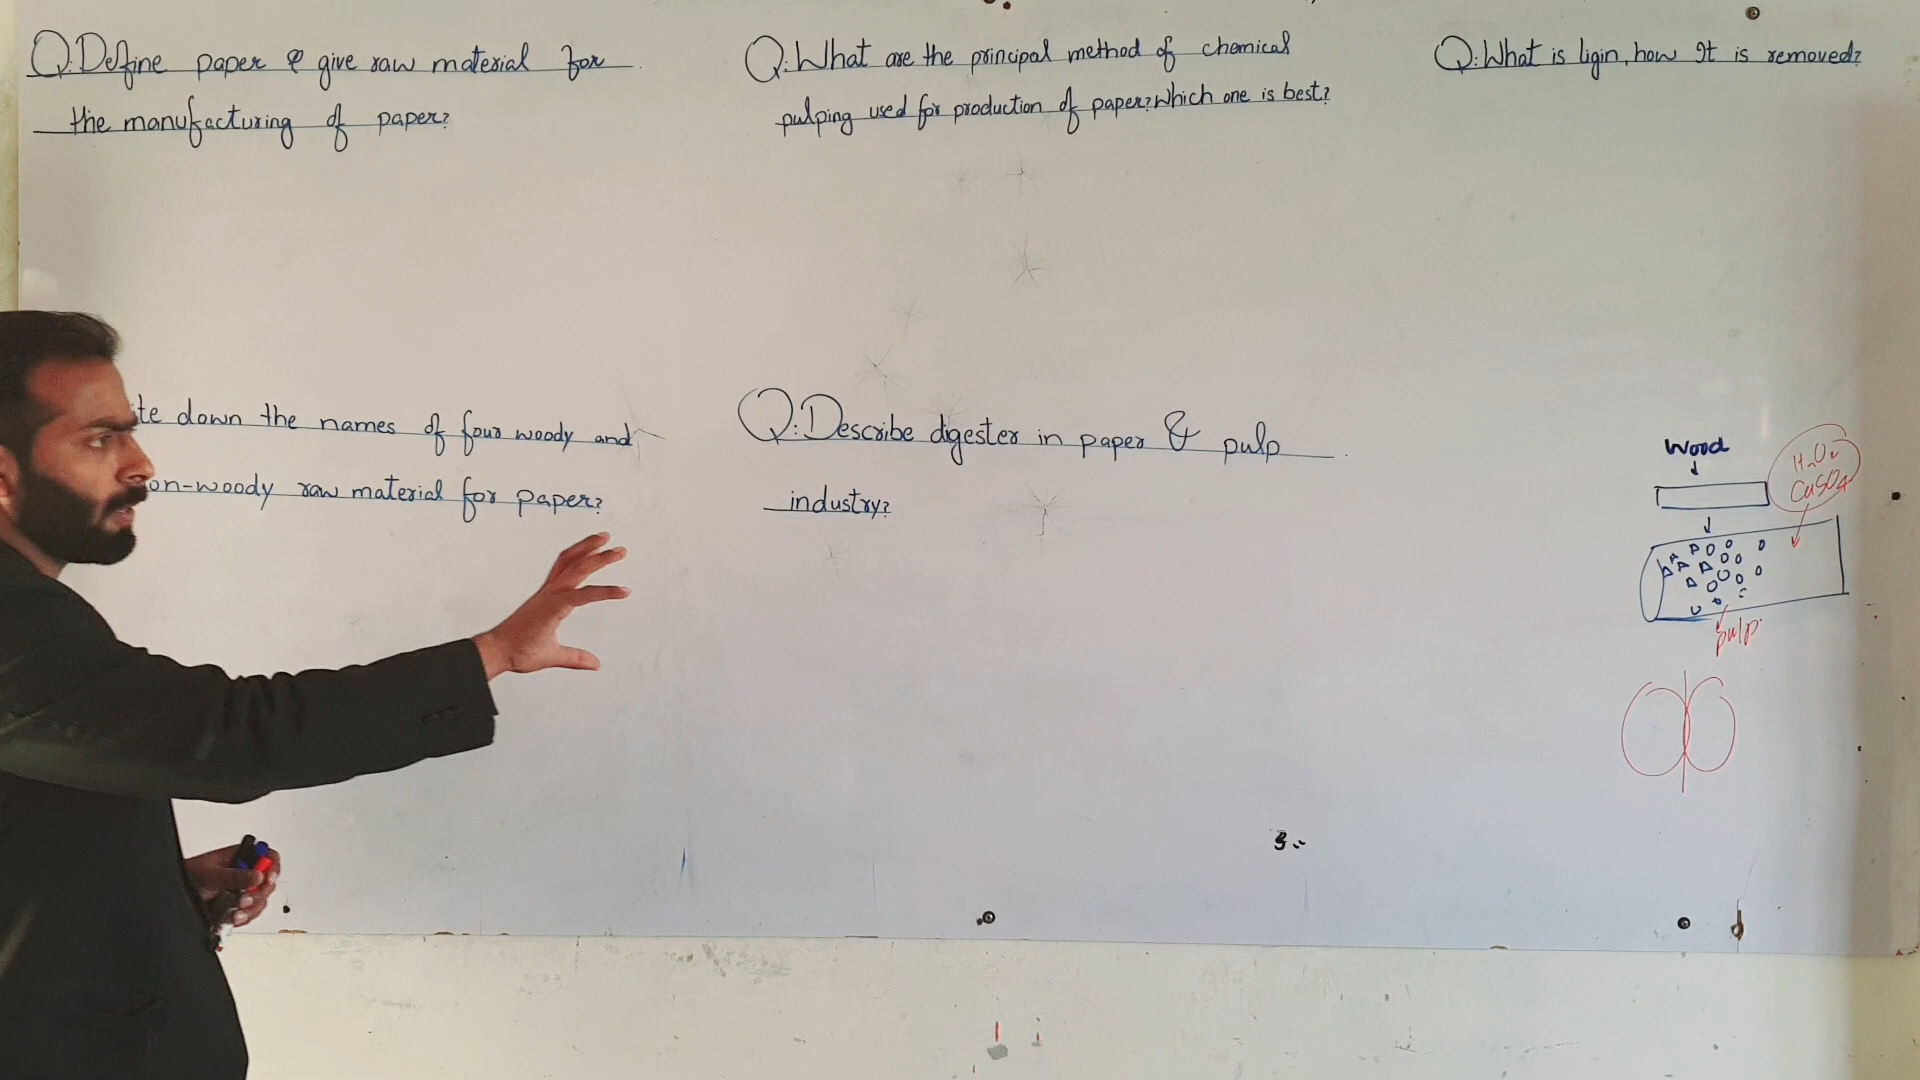 Q:Define paper & give raw material for
the manufacturing of paper?
Q:What are the principal method of chemical
pulping used for production of paper? Which one is best?
Q:What is ligin, how It is removed?
te down the names of four woody and
on-woody raw material for paper?
Q:Describe digester in paper & pulp
industry?
Wood
H2O2
CuSO4
pulp.